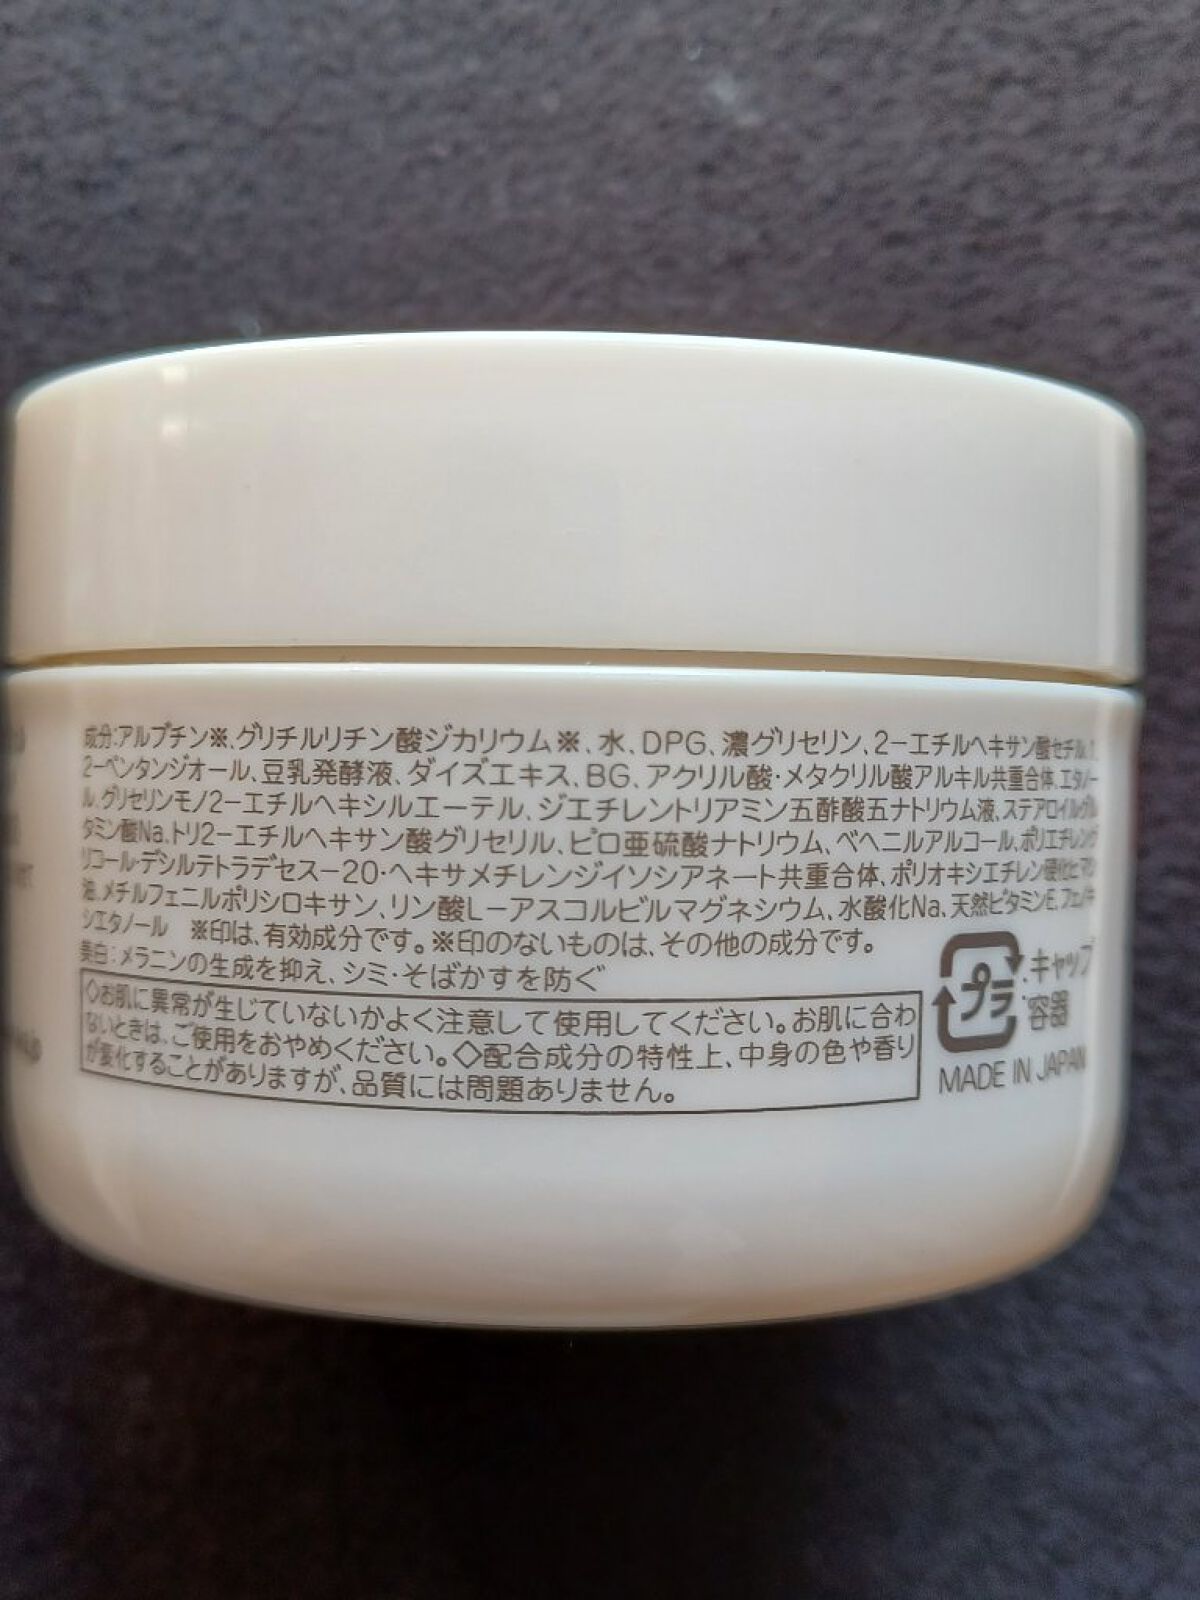 成分:アルブチン※、グリチルリチン酸ジカリウム※、水、DPG、濃グリセリン、2-エチルヘキサン酸セチル、1、
2-ペンタンジオール、豆乳発酵液、ダイズエキス、BG、アクリル酸・メタクリル酸アルキル共重合体、エタノー
ル、グリセリンモノ2-エチルヘキシルエーテル、ジエチレントリアミン五酢酸五ナトリウム液、ステアロイルグル
タミン酸Na、トリ2-エチルヘキサン酸グリセリル、ピロ亜硫酸ナトリウム、ベヘニルアルコール、ポリエチレング
リコール・デシルテトラデセス-20・ヘキサメチレンジイソシアネート共重合体、ポリオキシエチレン硬化ヒマシ
油、メチルフェニルポリシロキサン、リン酸L-アスコルビルマグネシウム、水酸化Na、天然ビタミンE、フェノキ
シエタノール ※印は、有効成分です。※印のないものは、その他の成分です。
美白:メラニンの生成を抑え、シミ・そばかすを防ぐ
◇お肌に異常が生じていないかよく注意して使用してください。お肌に合わ
ないときは、ご使用をおやめください。◇配合成分の特性上、中身の色や香り
が変化することがありますが、品質には問題ありません。
プラ
:キャップ
容器
MADE IN JAPAN